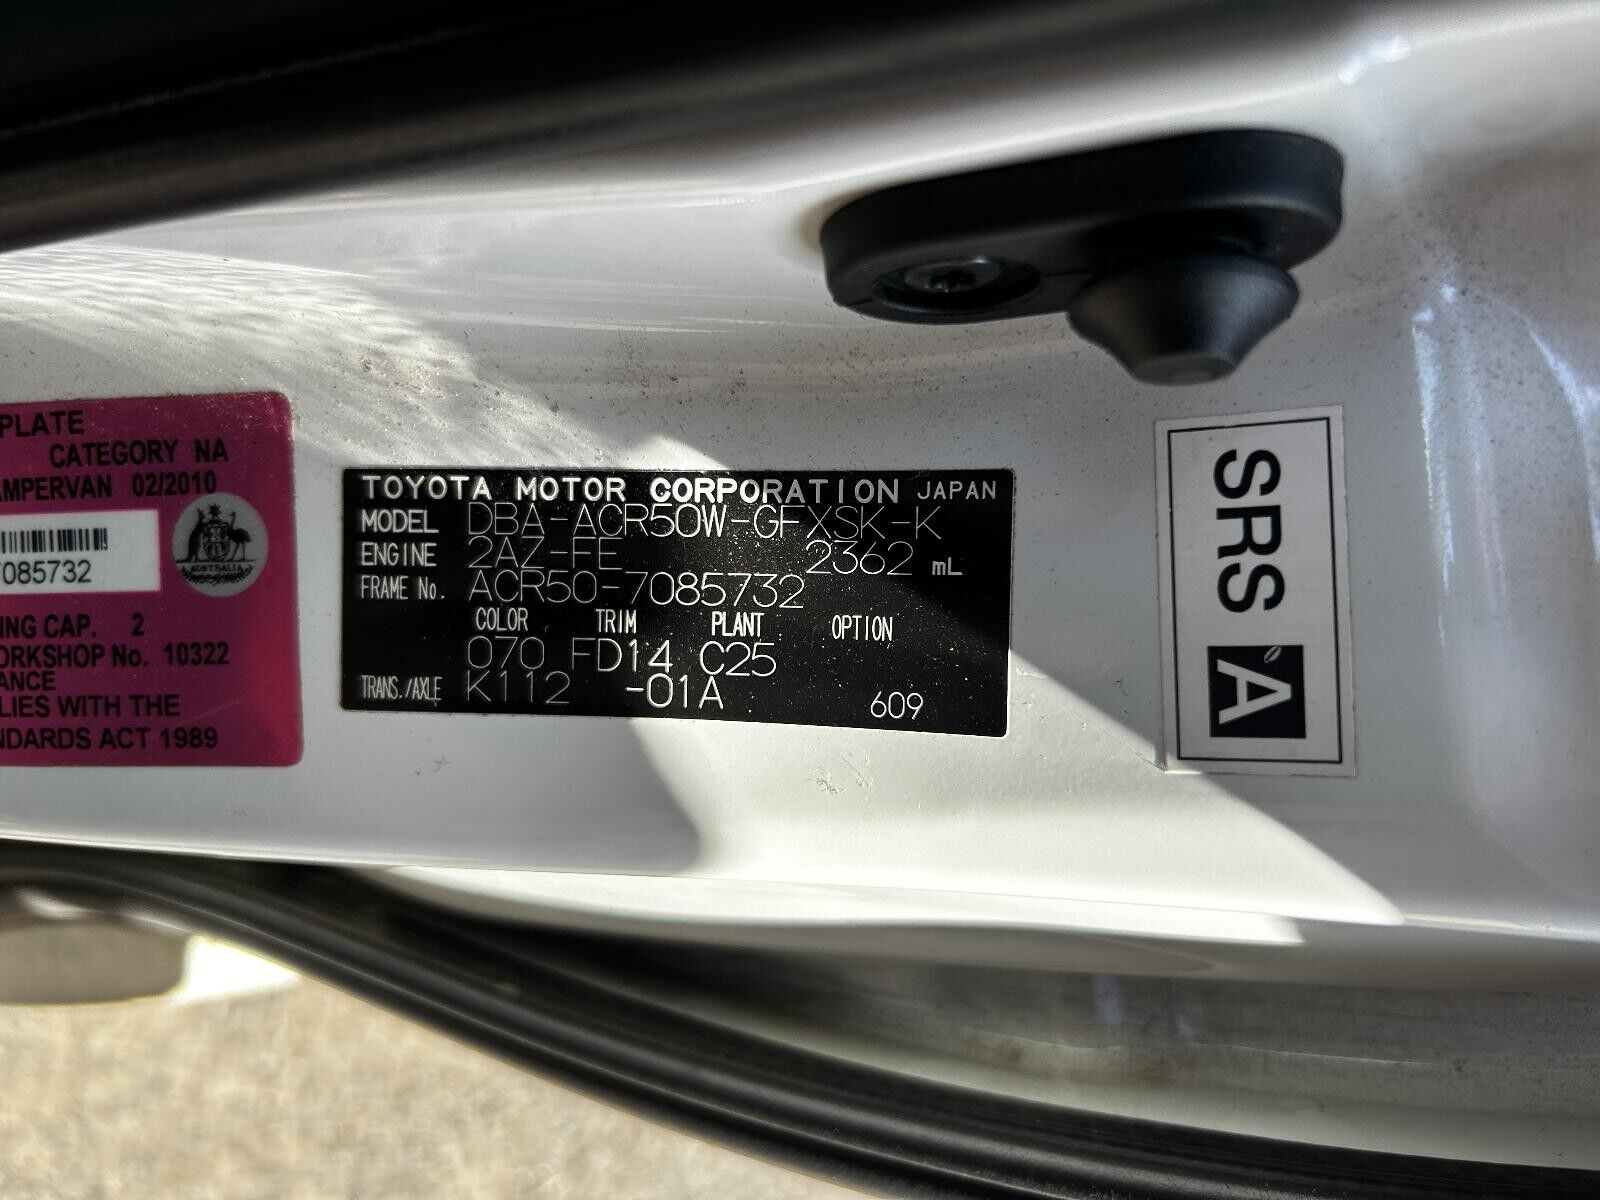 PLATE
CATEGORY NA
AMPERVAN 02/2010
7085732
AUSTRALIA
ING CAP. 2
ORKSHOP No. 10322
ANCE
LIES WITH THE
NDARDS ACT 1989
TOYOTA MOTOR CORPORATION JAPAN
MODEL DBA-ACR50W-GFXSK-K
ENGINE 2AZ-FE 2362 mL
FRAME No. ACR50-7085732
COLOR TRIM PLANT OPTION
070 FD14 C25
TRANS./AXLE K112 -01A 609
SRS A